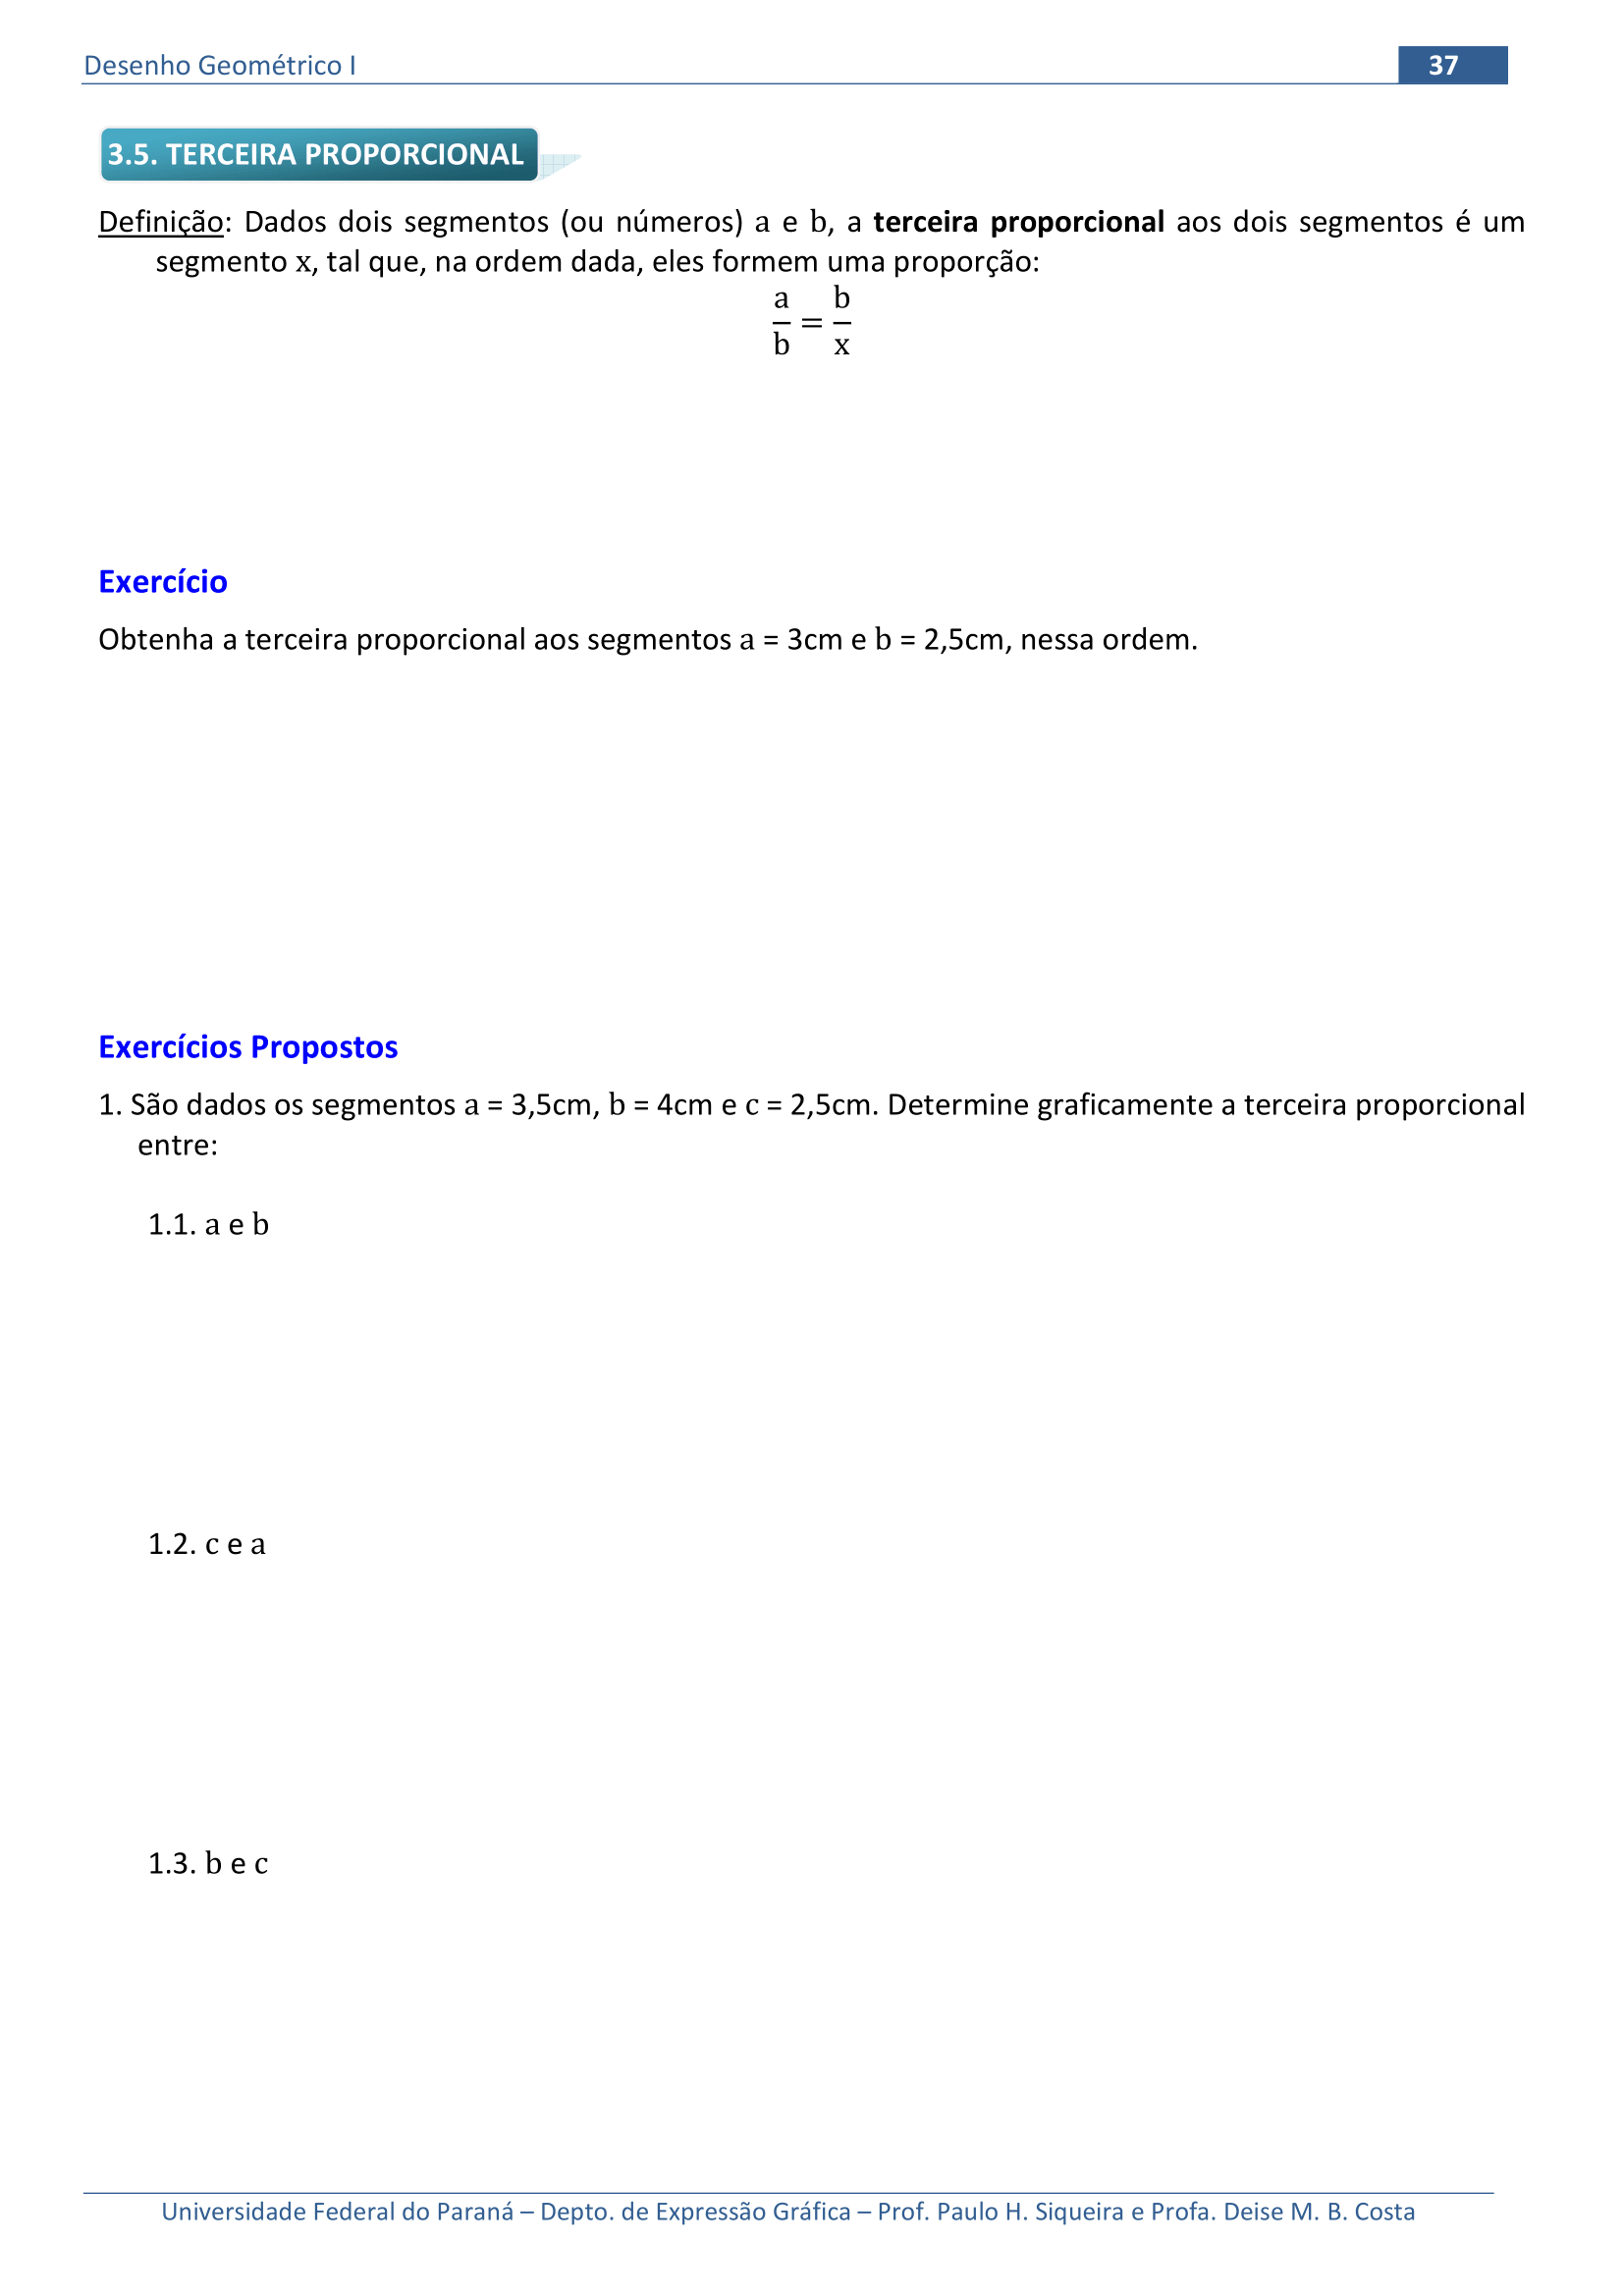 Desenho Geométrico I 37
3.5. TERCEIRA PROPORCIONAL
Definição: Dados dois segmentos (ou números) a e b, a terceira proporcional aos dois segmentos é um
segmento x, tal que, na ordem dada, eles formem uma proporção:
a/b = b/x
Exercício
Obtenha a terceira proporcional aos segmentos a = 3cm e b = 2,5cm, nessa ordem.
Exercícios Propostos
1. São dados os segmentos a = 3,5cm, b = 4cm e c = 2,5cm. Determine graficamente a terceira proporcional
entre:
1.1. a e b
1.2. c e a
1.3. b e c
Universidade Federal do Paraná – Depto. de Expressão Gráfica – Prof. Paulo H. Siqueira e Profa. Deise M. B. Costa